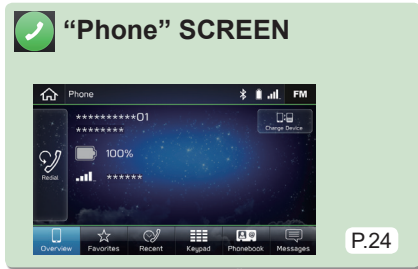 “Phone” SCREEN
Phone FM
**********01
********
Change Device
100%
Redial
******
Overview Favorites Recent Keypad Phonebook Messages
P.24